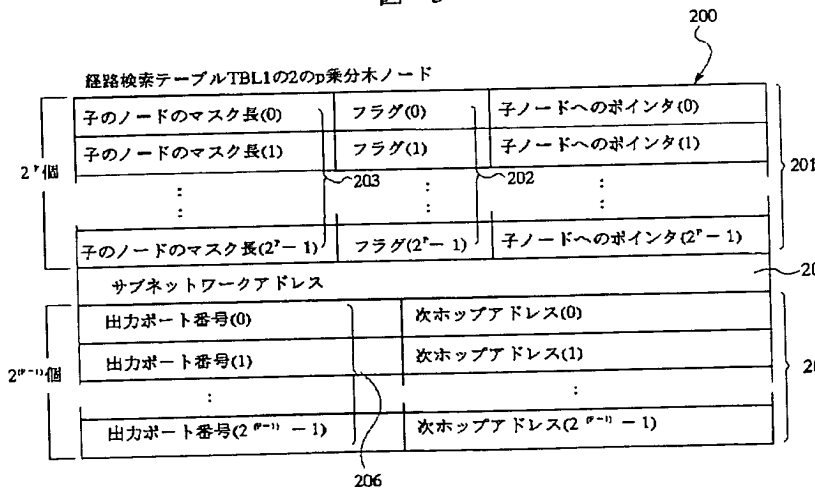 200
経路検索テーブルTBL1の2のp乗分木ノード
子のノードのマスク長(0) フラグ(0) 子ノードへのポインタ(0)
子のノードのマスク長(1) フラグ(1) 子ノードへのポインタ(1)
2ᵖ個 203 202 201
: : :
子のノードのマスク長(2ᵖ−1) フラグ(2ᵖ−1) 子ノードへのポインタ(2ᵖ−1)
サブネットワークアドレス
出力ポート番号(0) 次ホップアドレス(0)
出力ポート番号(1) 次ホップアドレス(1)
2⁽ᵖ⁻¹⁾個
: :
出力ポート番号(2⁽ᵖ⁻¹⁾−1) 次ホップアドレス(2⁽ᵖ⁻¹⁾−1)
206